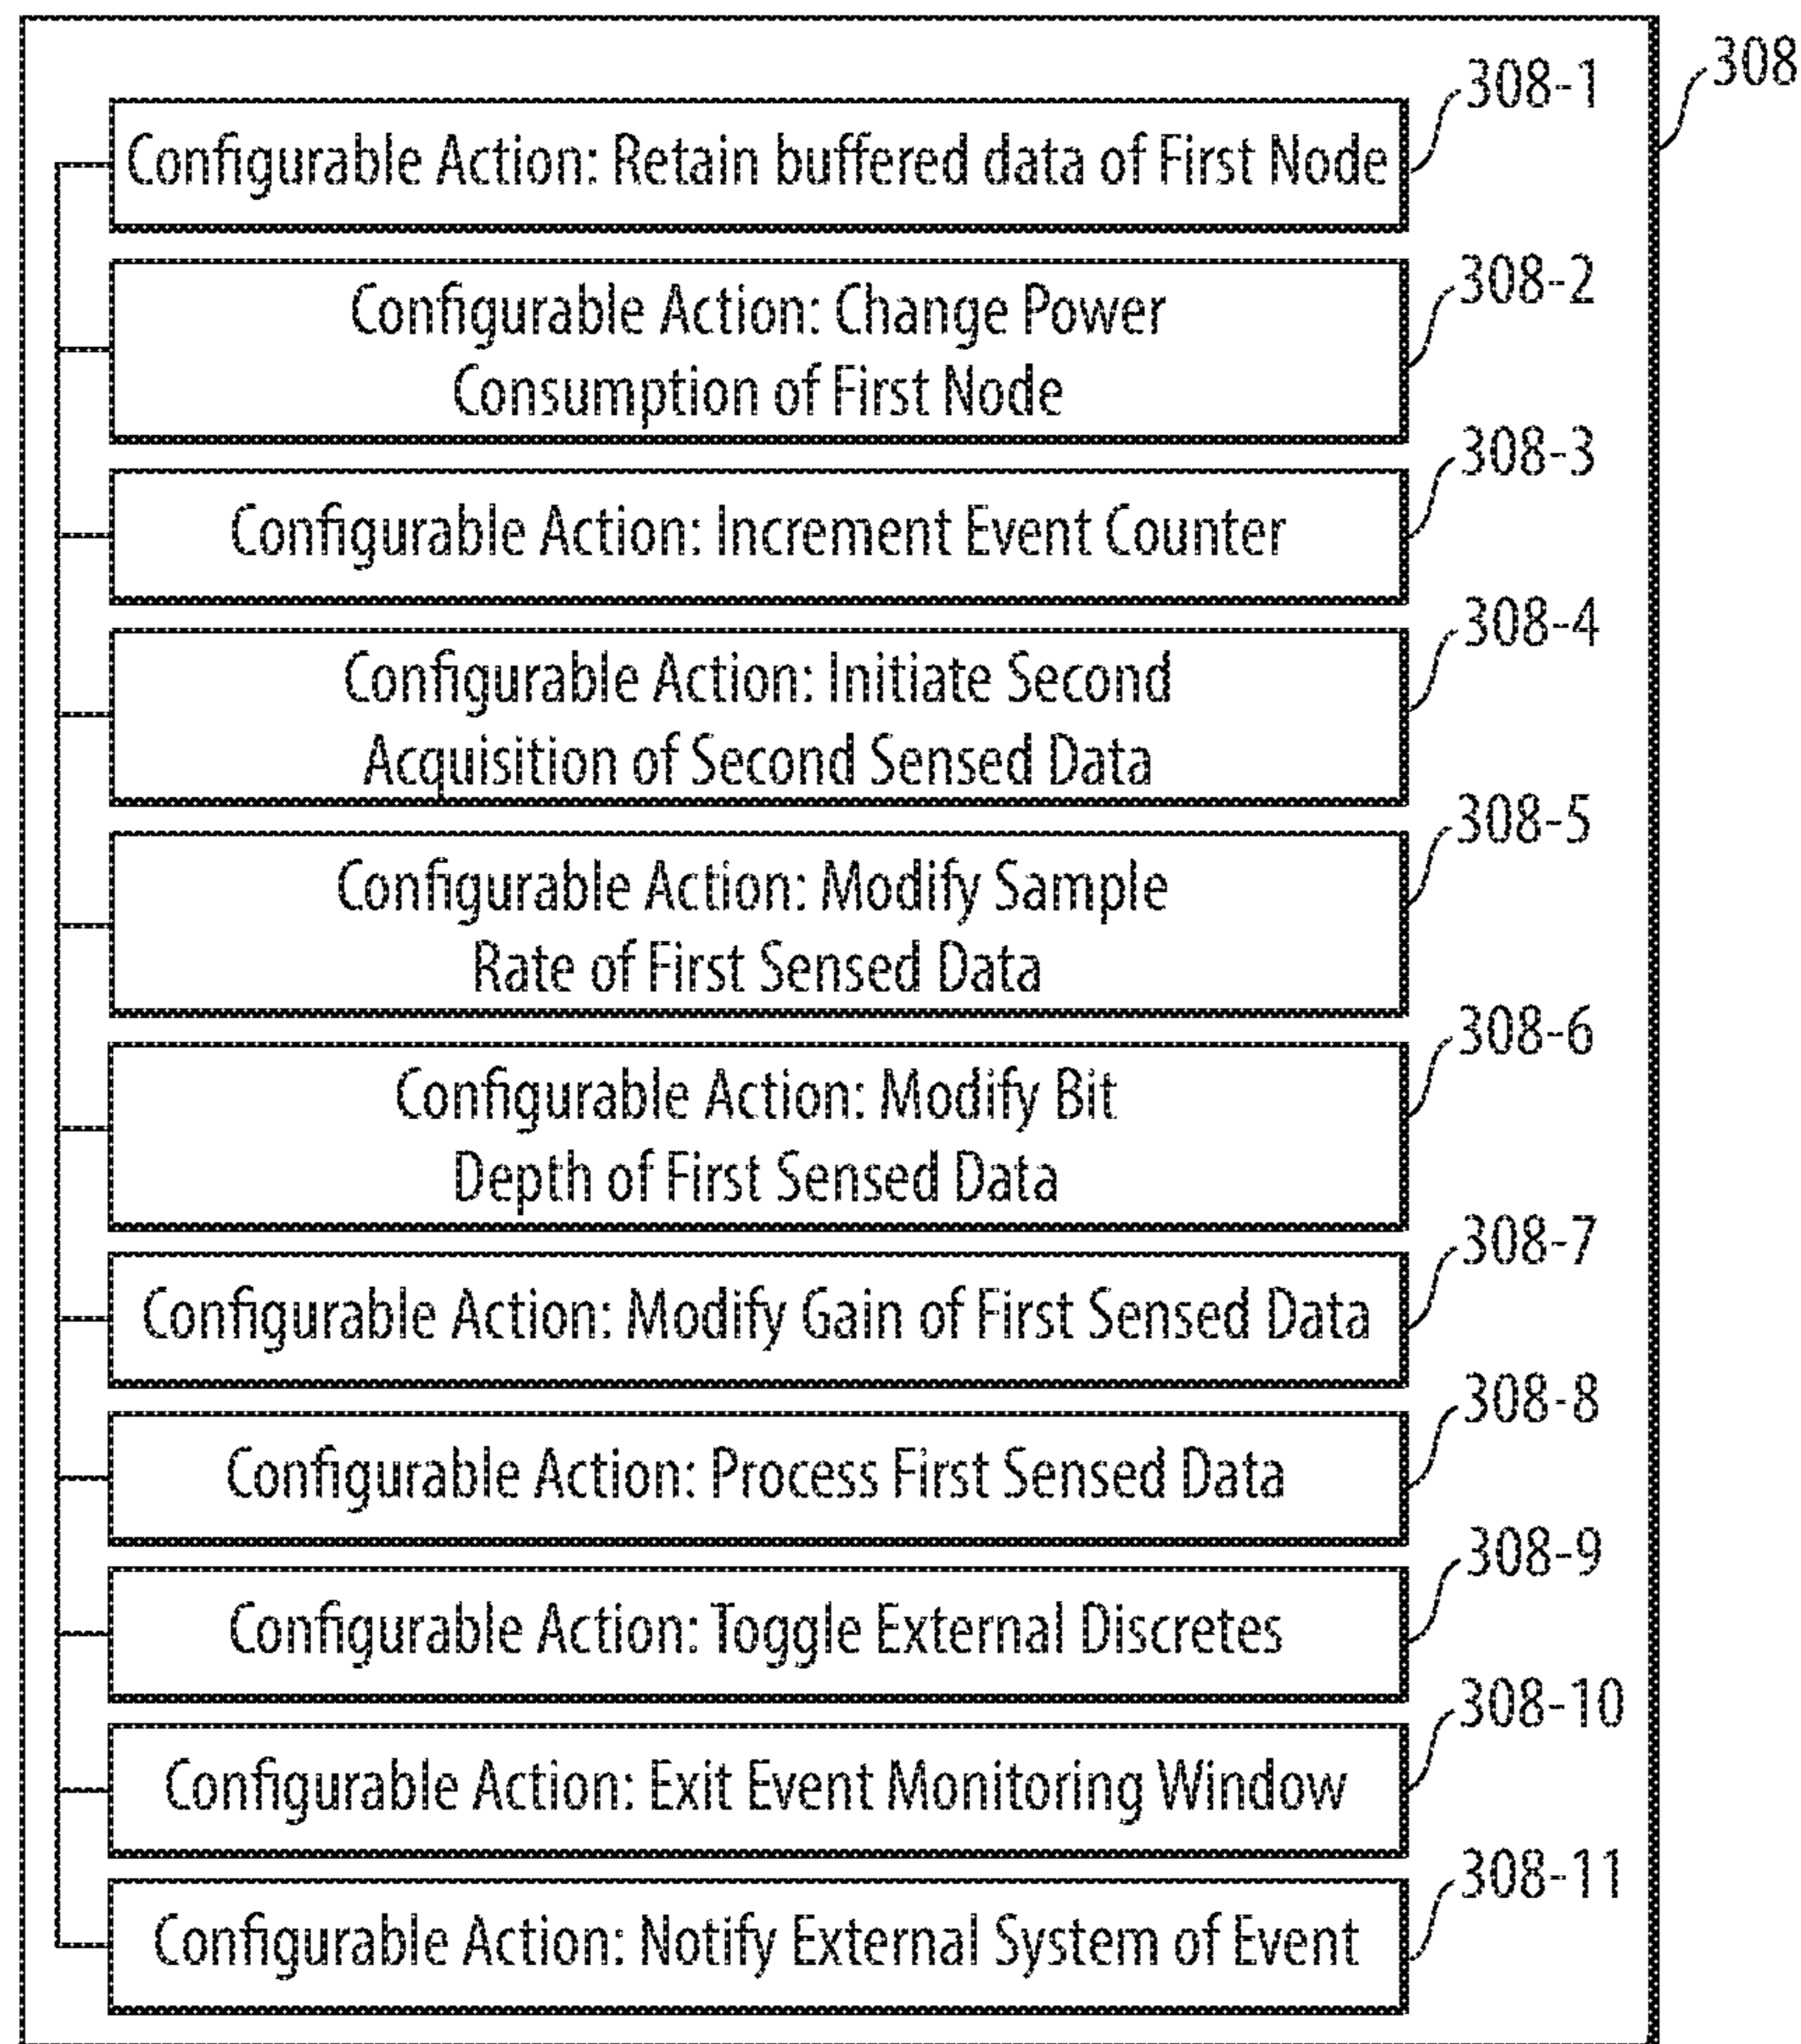 308
308-1
Configurable Action: Retain buffered data of First Node
308-2
Configurable Action: Change Power
Consumption of First Node
308-3
Configurable Action: Increment Event Counter
308-4
Configurable Action: Initiate Second
Acquisition of Second Sensed Data
308-5
Configurable Action: Modify Sample
Rate of First Sensed Data
308-6
Configurable Action: Modify Bit
Depth of First Sensed Data
308-7
Configurable Action: Modify Gain of First Sensed Data
308-8
Configurable Action: Process First Sensed Data
308-9
Configurable Action: Toggle External Discretes
308-10
Configurable Action: Exit Event Monitoring Window
308-11
Configurable Action: Notify External System of Event